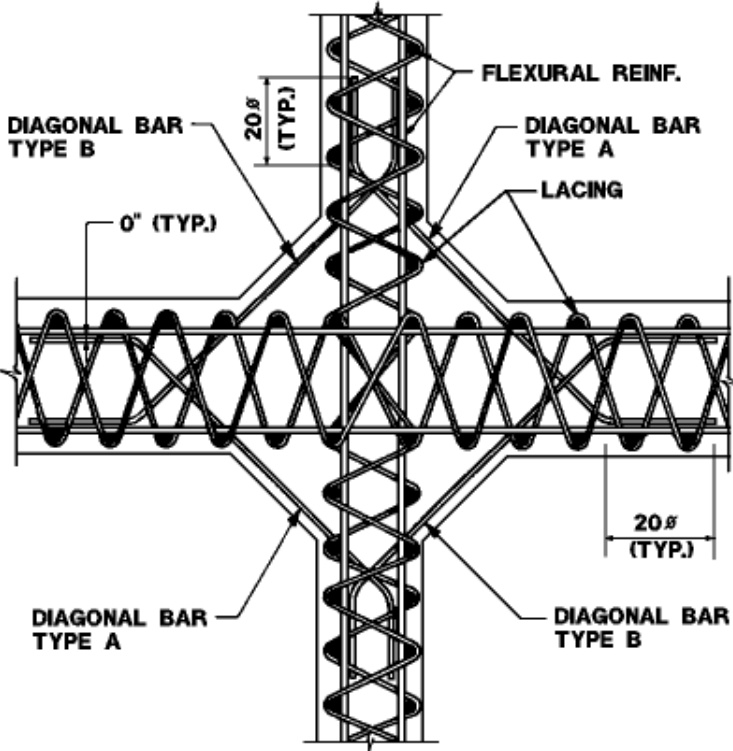 FLEXURAL REINF.
20ø
(TYP.)
DIAGONAL BAR
TYPE B
DIAGONAL BAR
TYPE A
LACING
0" (TYP.)
20ø
(TYP.)
DIAGONAL BAR
TYPE A
DIAGONAL BAR
TYPE B